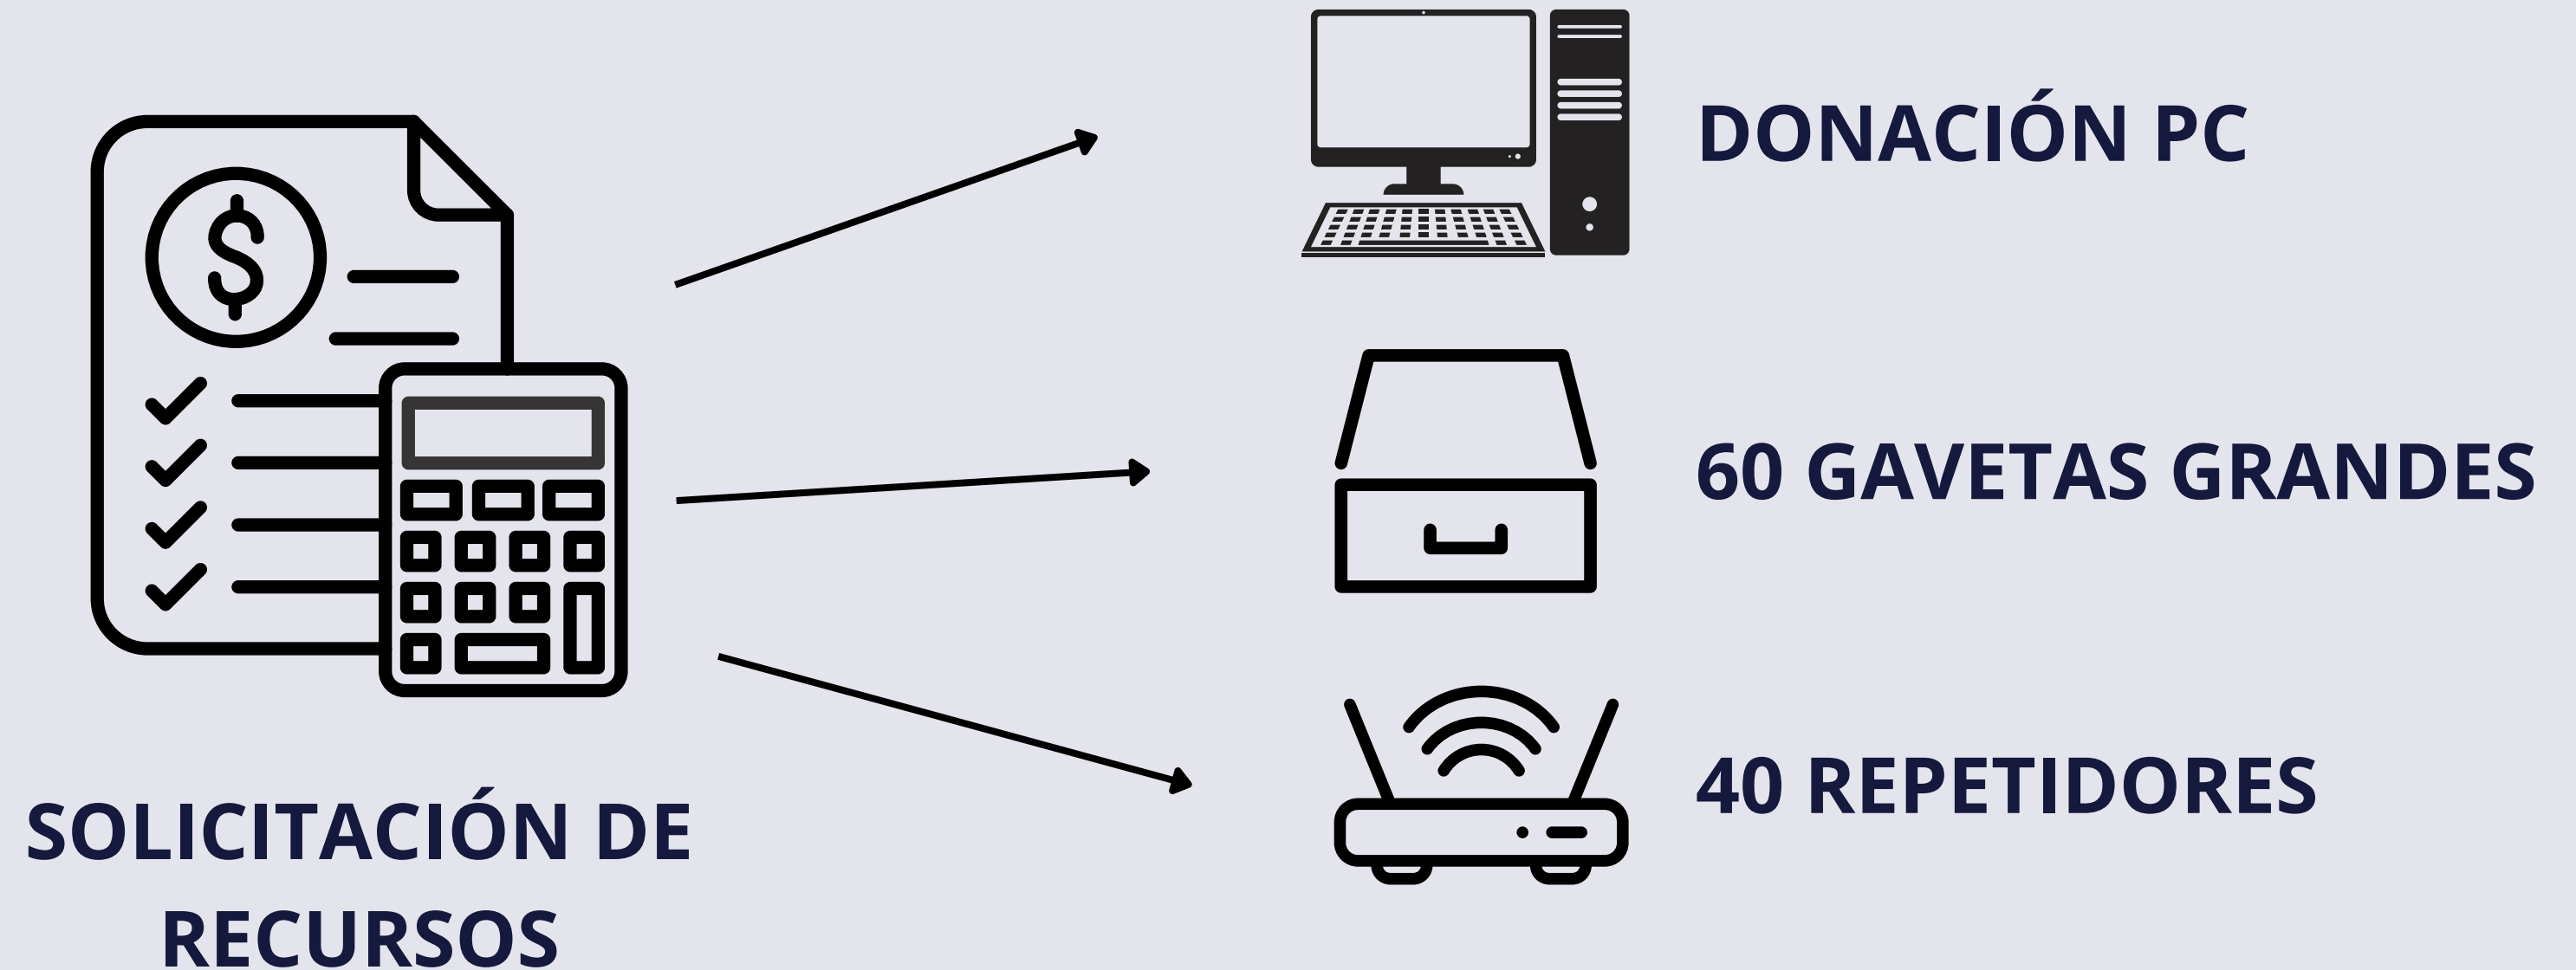 DONACIÓN PC
60 GAVETAS GRANDES
40 REPETIDORES
SOLICITACIÓN DE
RECURSOS